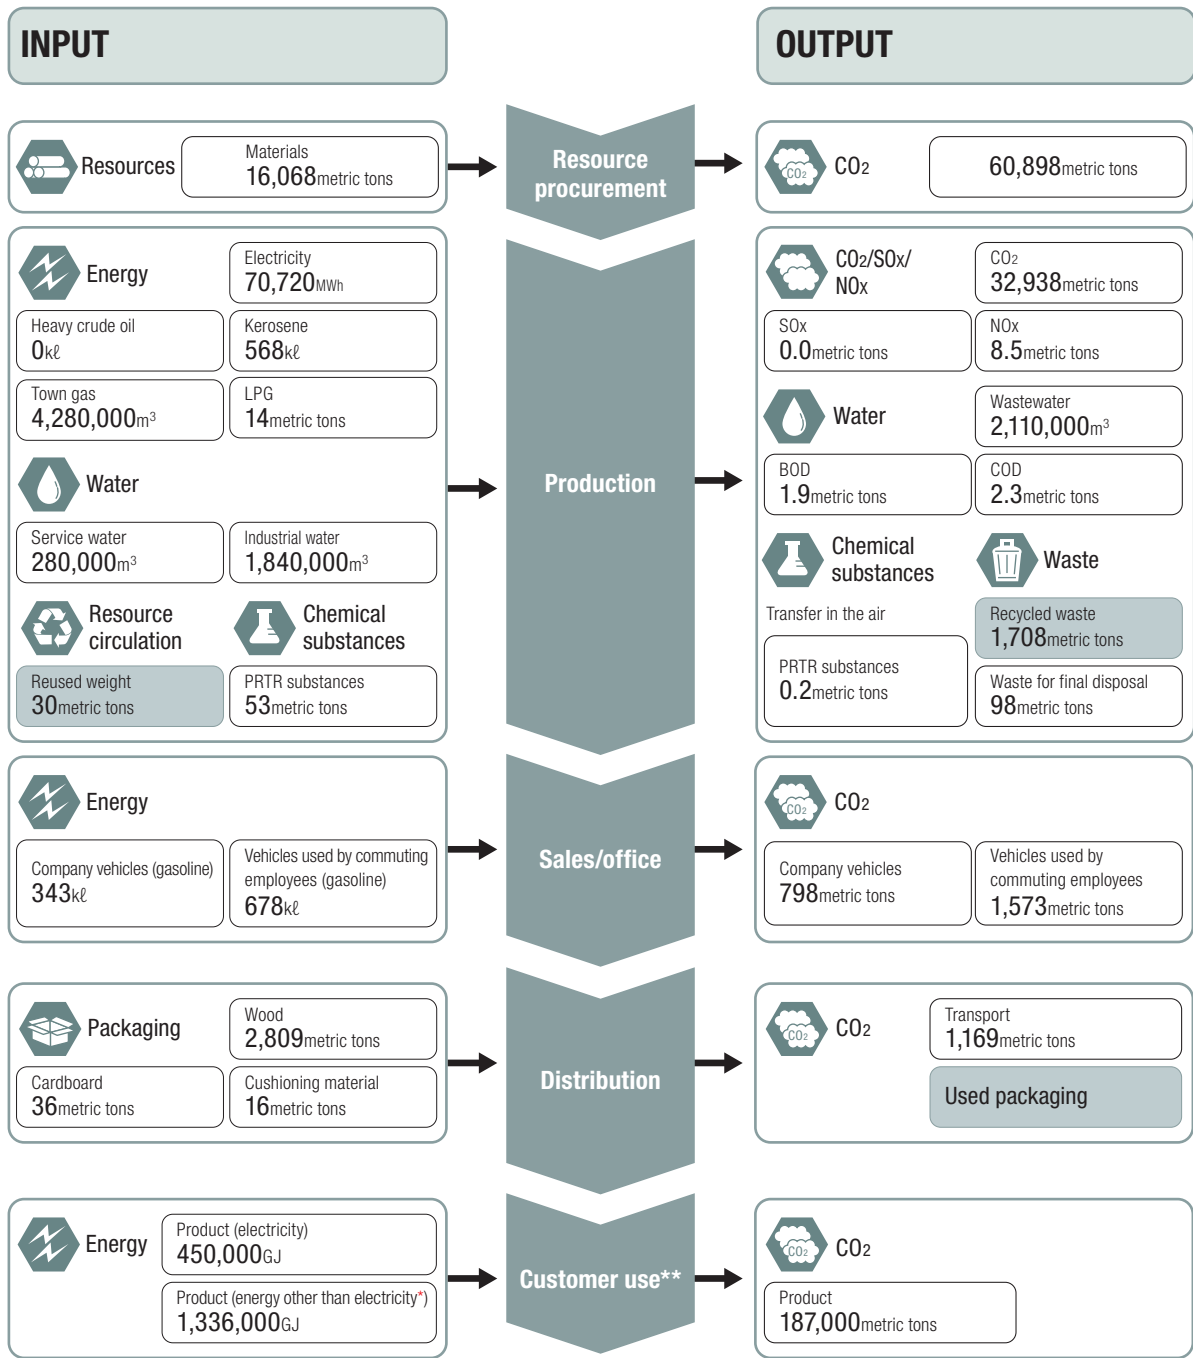 INPUT
OUTPUT
Resources
Materials
16,068metric tons
Resource
procurement
CO2
CO2
60,898metric tons
Energy
Electricity
70,720MWh
Heavy crude oil
0kℓ
Kerosene
568kℓ
Town gas
4,280,000m³
LPG
14metric tons
Water
Service water
280,000m³
Industrial water
1,840,000m³
Resource
circulation
Chemical
substances
Reused weight
30metric tons
PRTR substances
53metric tons
Production
CO2/SOx/
NOx
CO2
32,938metric tons
SOx
0.0metric tons
NOx
8.5metric tons
Water
Wastewater
2,110,000m³
BOD
1.9metric tons
COD
2.3metric tons
Chemical
substances
Waste
Transfer in the air
Recycled waste
1,708metric tons
PRTR substances
0.2metric tons
Waste for final disposal
98metric tons
Energy
Company vehicles (gasoline)
343kℓ
Vehicles used by commuting
employees (gasoline)
678kℓ
Sales/office
CO2
CO2
Company vehicles
798metric tons
Vehicles used by
commuting employees
1,573metric tons
Packaging
Wood
2,809metric tons
Cardboard
36metric tons
Cushioning material
16metric tons
Distribution
CO2
CO2
Transport
1,169metric tons
Used packaging
Energy
Product (electricity)
450,000GJ
Product (energy other than electricity*)
1,336,000GJ
Customer use**
CO2
CO2
Product
187,000metric tons